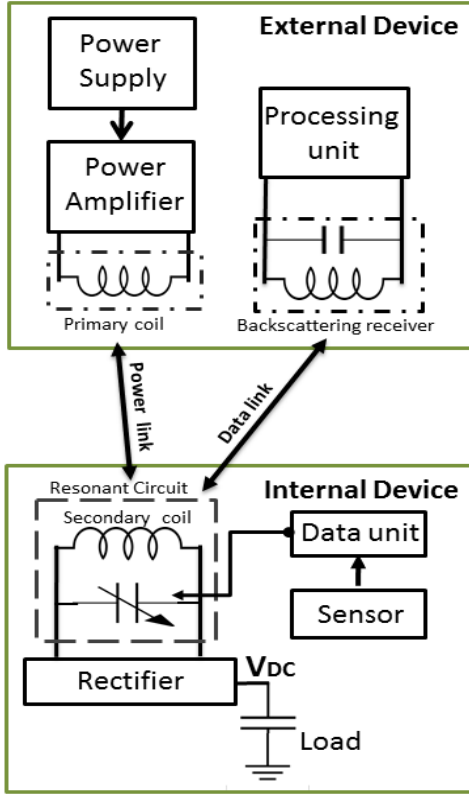 External Device
Power
Supply
Processing
unit
Power
Amplifier
Primary coil
Backscattering receiver
Power link
Data link
Internal Device
Resonant Circuit
Secondary coil
Data unit
Sensor
Rectifier
VDC
Load